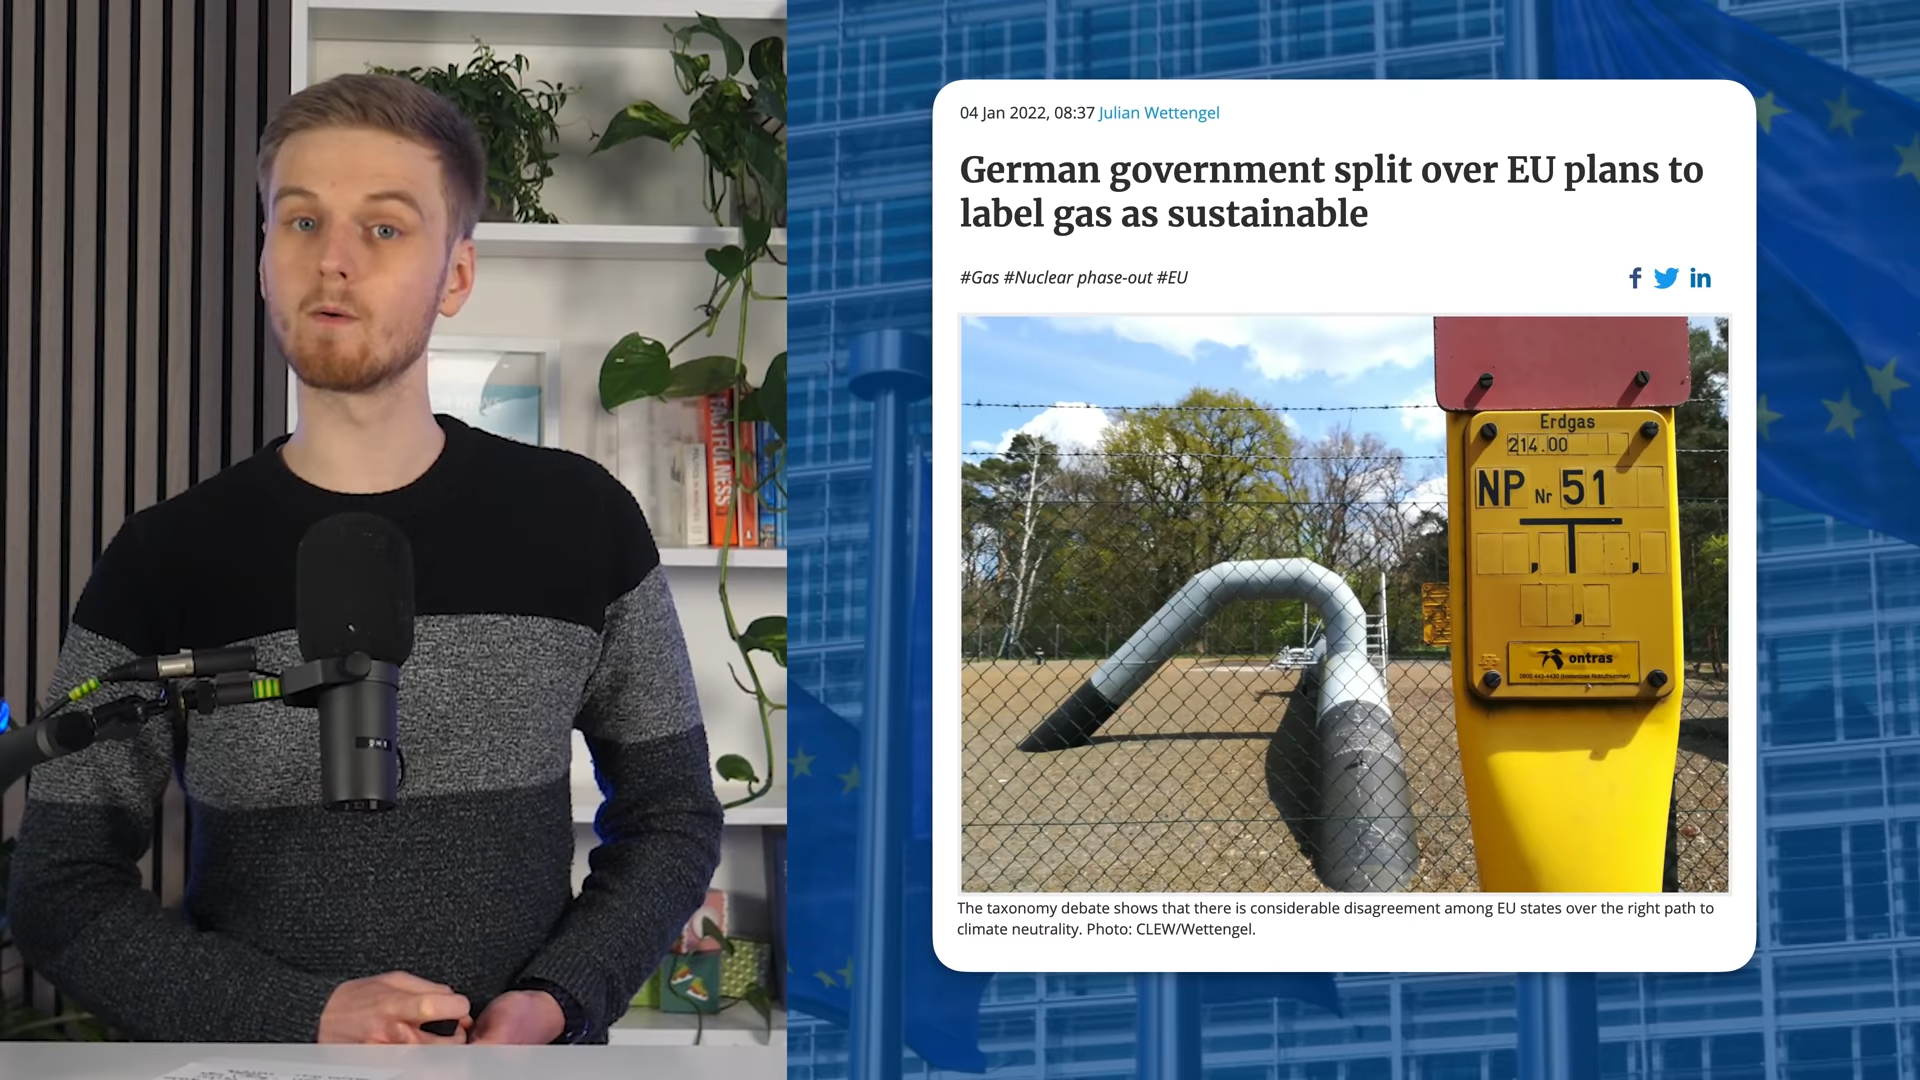 04 Jan 2022, 08:37 Julian Wettengel
German government split over EU plans to
label gas as sustainable
#Gas #Nuclear phase-out #EU
f in
Erdgas
214.00
NP Nr 51
ontras
The taxonomy debate shows that there is considerable disagreement among EU states over the right path to
climate neutrality. Photo: CLEW/Wettengel.
FACTFULNESS